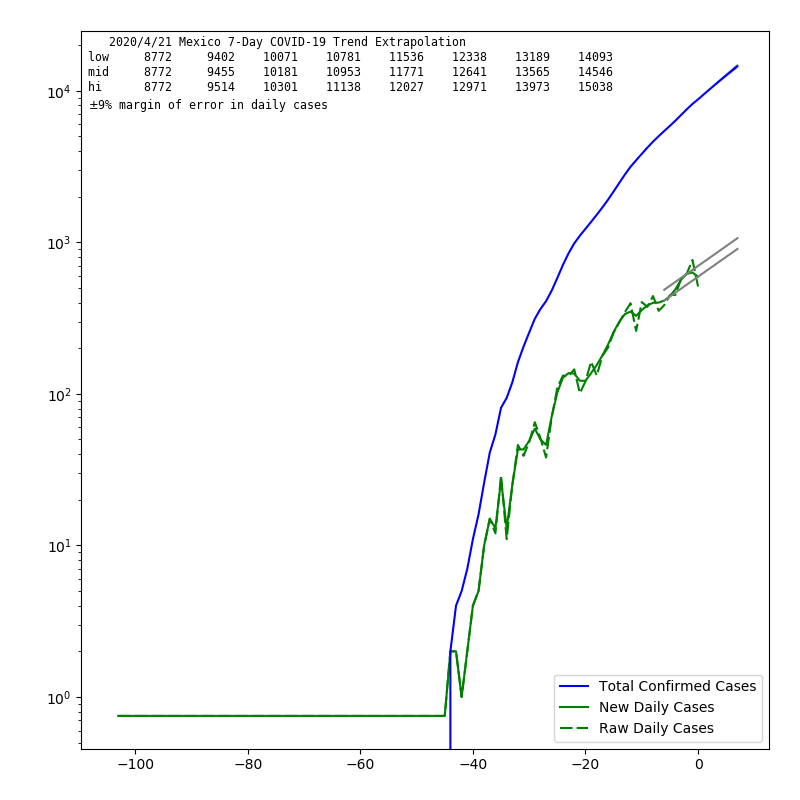 2020/4/21 Mexico 7-Day COVID-19 Trend Extrapolation
low 8772 9402 10071 10781 11536 12338 13189 14093
mid 8772 9455 10181 10953 11771 12641 13565 14546
hi 8772 9514 10301 11138 12027 12971 13973 15038
±9% margin of error in daily cases
10⁴
10³
10²
10¹
10⁰
Total Confirmed Cases
New Daily Cases
Raw Daily Cases
−100 −80 −60 −40 −20 0